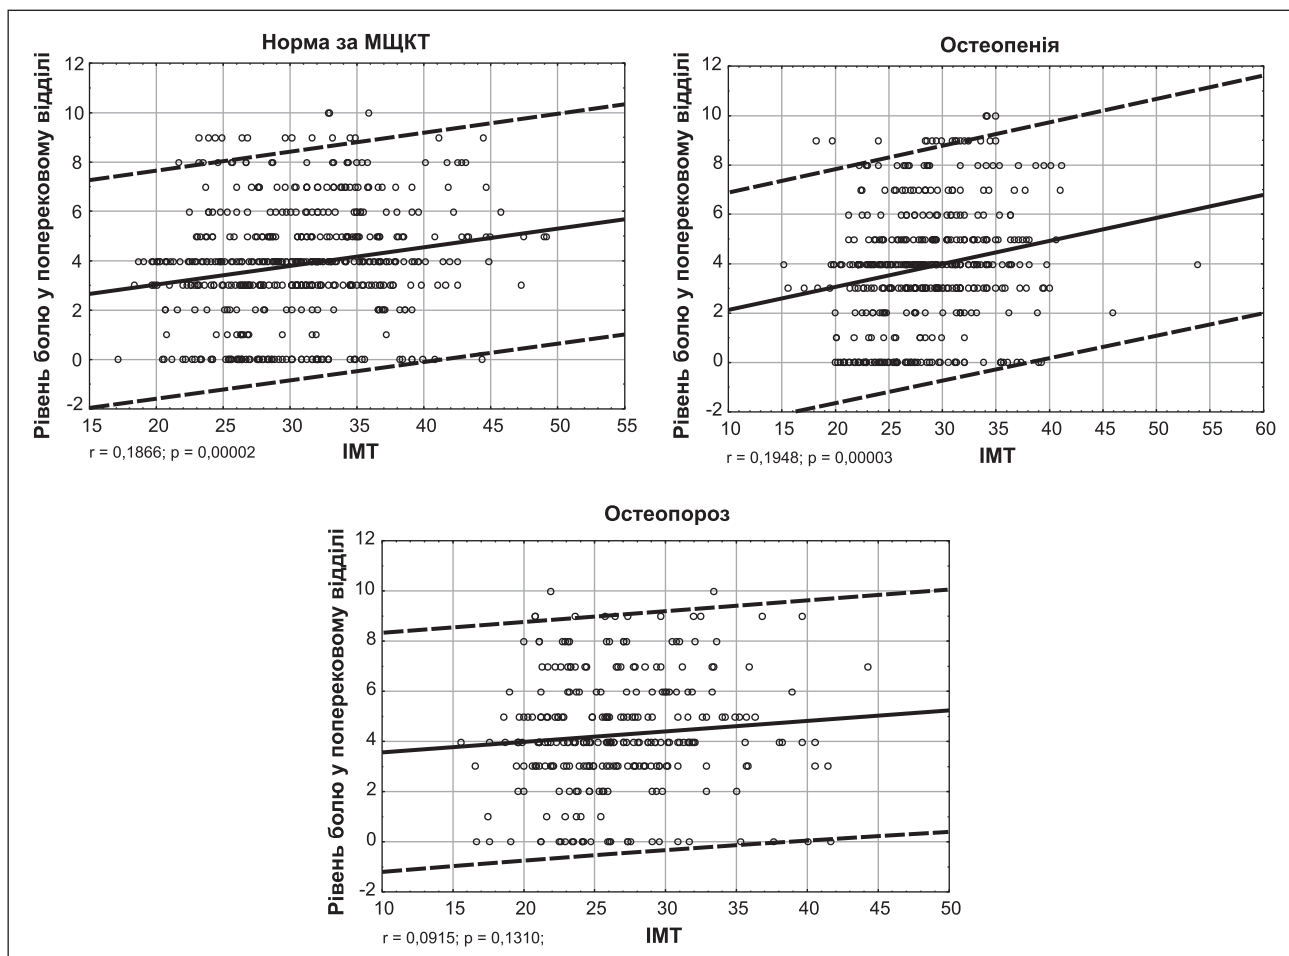 Норма за МЩКТ
Рівень болю у поперековому відділі
12
10
8
6
4
2
0
-2
15 20 25 30 35 40 45 50 55
r = 0,1866; p = 0,00002
ІМТ
Остеопенія
Рівень болю у поперековому відділі
12
10
8
6
4
2
0
-2
10 15 20 25 30 35 40 45 50 55 60
r = 0,1948; p = 0,00003
ІМТ
Остеопороз
Рівень болю у поперековому відділі
12
10
8
6
4
2
0
-2
10 15 20 25 30 35 40 45 50
r = 0,0915; p = 0,1310;
ІМТ